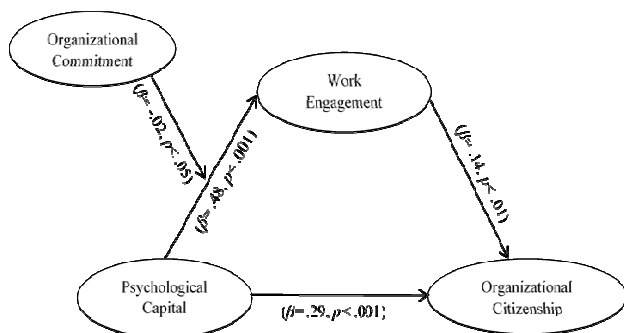 Organizational
Commitment
Work
Engagement
(β= -.02, p< .05)
(β= .48, p< .001)
(β= .14, p< .01)
Psychological
Capital
(β= .29, p< .001)
Organizational
Citizenship